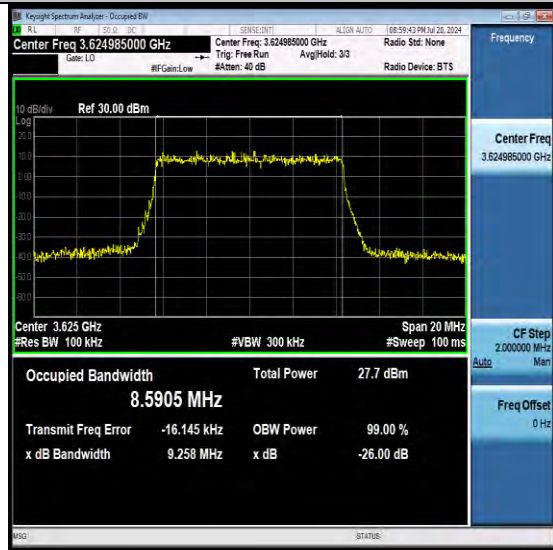 Keysight Spectrum Analyzer - Occupied BW
RL RF 50 Ω DC SENSE:INT ALIGN AUTO 08:59:43 PM Jul 20, 2024
Center Freq 3.624985000 GHz Center Freq: 3.624985000 GHz Radio Std: None Frequency
Gate: LO Trig: Free Run Avg|Hold: 3/3
#IFGain:Low #Atten: 40 dB Radio Device: BTS
10 dB/div Ref 30.00 dBm
Log
20.0
10.0
0.00
-10.0
-20.0
-30.0
-40.0
-50.0
-60.0
Center Freq
3.624985000 GHz
Center 3.625 GHz Span 20 MHz
#Res BW 100 kHz #VBW 300 kHz #Sweep 100 ms
CF Step
2.000000 MHz
Auto Man
Occupied Bandwidth Total Power 27.7 dBm
8.5905 MHz
Transmit Freq Error -16.145 kHz OBW Power 99.00 %
x dB Bandwidth 9.258 MHz x dB -26.00 dB
Freq Offset
0 Hz
MSG STATUS